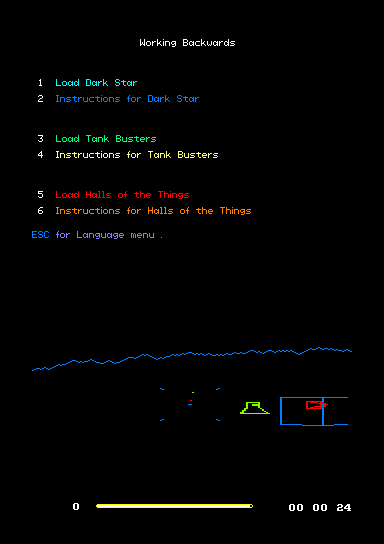 Working Backwards
1 Load Dark Star
2 Instructions for Dark Star
3 Load Tank Busters
4 Instructions for Tank Busters
5 Load Halls of the Things
6 Instructions for Halls of the Things
ESC for Language menu .
0 00 00 24